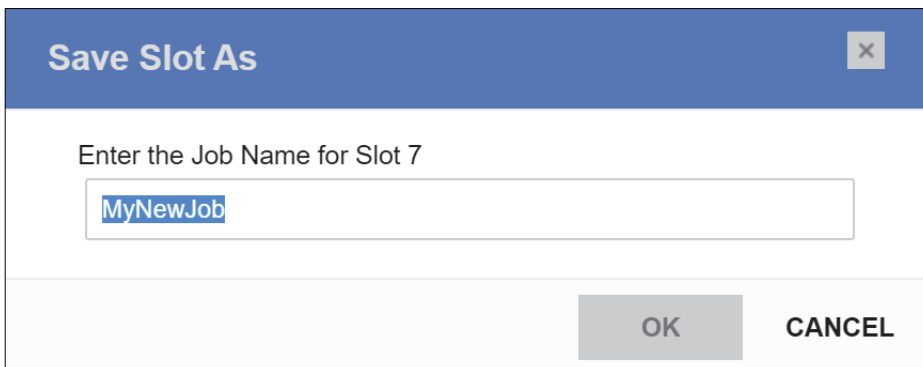 Save Slot As
×
Enter the Job Name for Slot 7
MyNewJob
OK
CANCEL